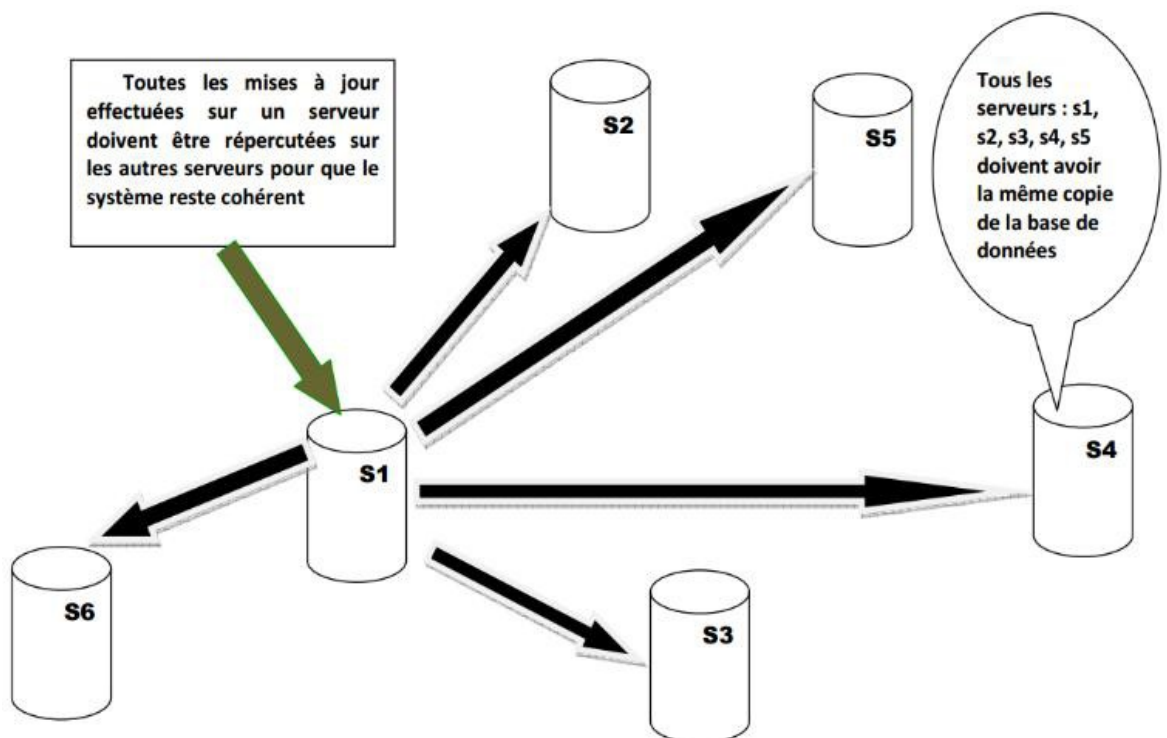 Toutes les mises à jour
effectuées sur un serveur
doivent être répercutées sur
les autres serveurs pour que le
système reste cohérent
S2
S5
Tous les
serveurs : s1,
s2, s3, s4, s5
doivent avoir
la même copie
de la base de
données
S1
S4
S6
S3